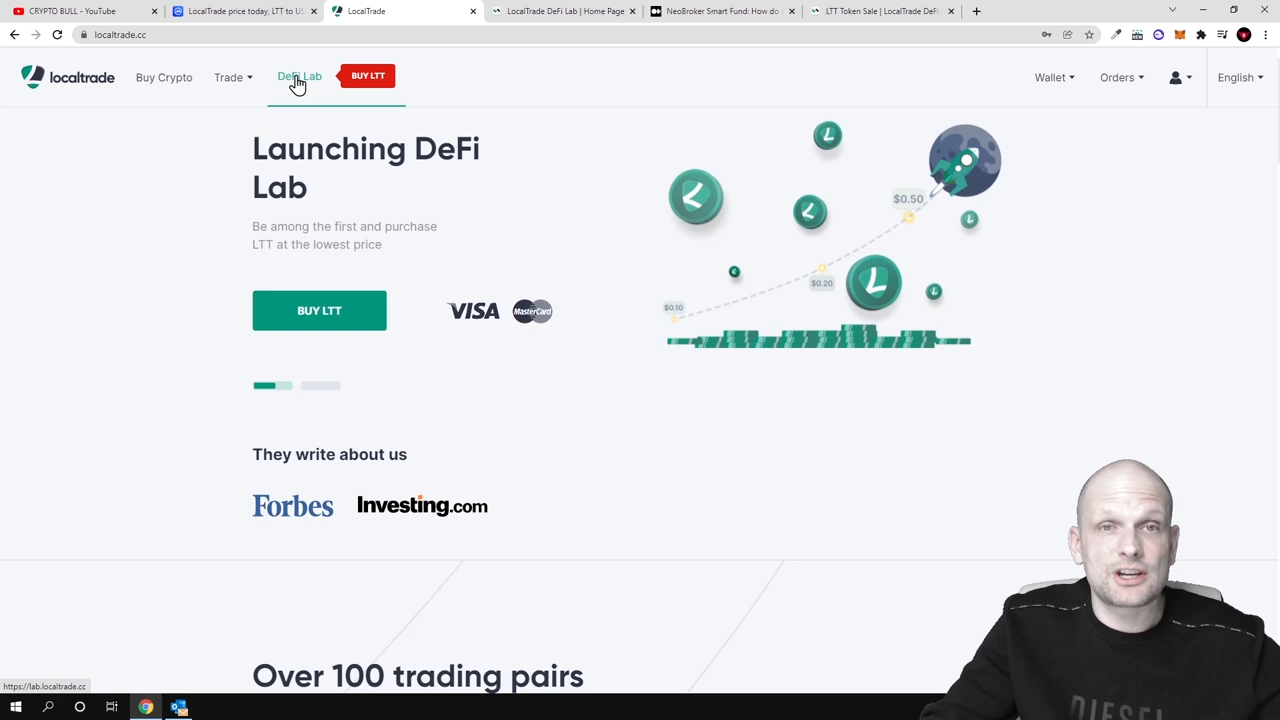 CRYPTO BULL - YouTube
LocalTrade price today, LTT to US
LocalTrade
LocalTrade DeFi Lab | Home Page
NeoBroker Smart Fund: How do
LTT Token Sale | LocalTrade DeFi
localtrade.cc
localtrade
Buy Crypto
Trade
DeFi Lab
BUY LTT
Wallet
Orders
English
Launching DeFi
Lab
Be among the first and purchase
LTT at the lowest price
BUY LTT
VISA
MasterCard
$0.50
$0.20
$0.10
They write about us
Forbes
Investing.com
Over 100 trading pairs
https://lab.localtrade.cc
DIESEL